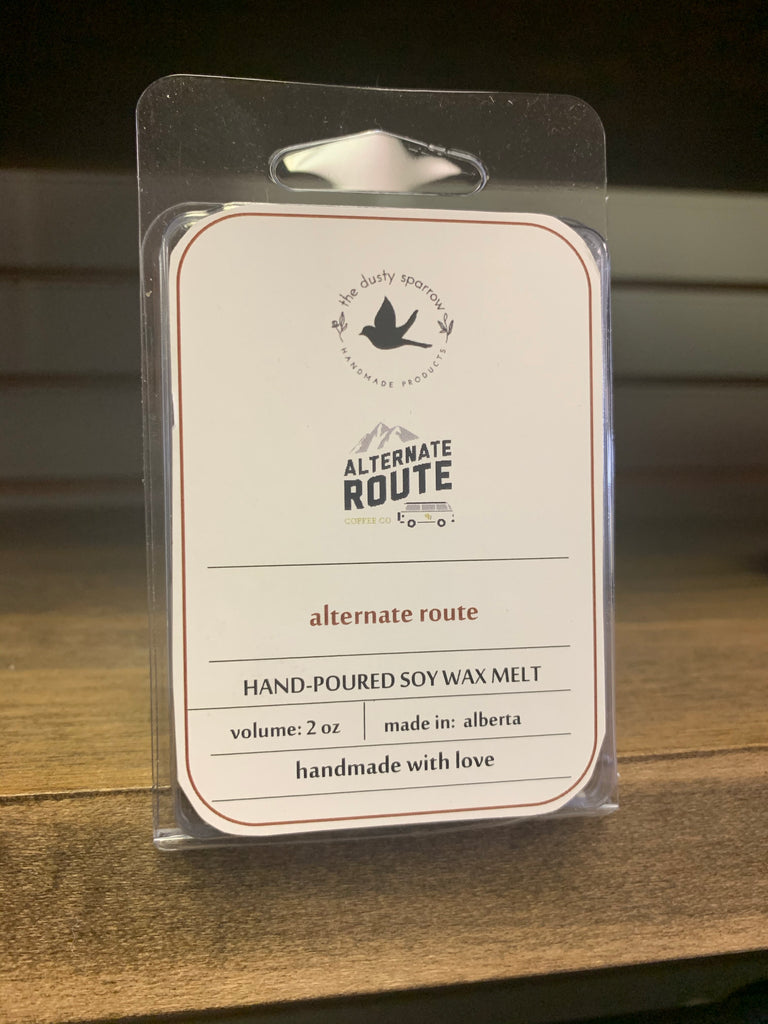 the dusty sparrow
HANDMADE PRODUCTS
ALTERNATE
ROUTE
COFFEE CO
alternate route
HAND-POURED SOY WAX MELT
volume: 2 oz
made in: alberta
handmade with love